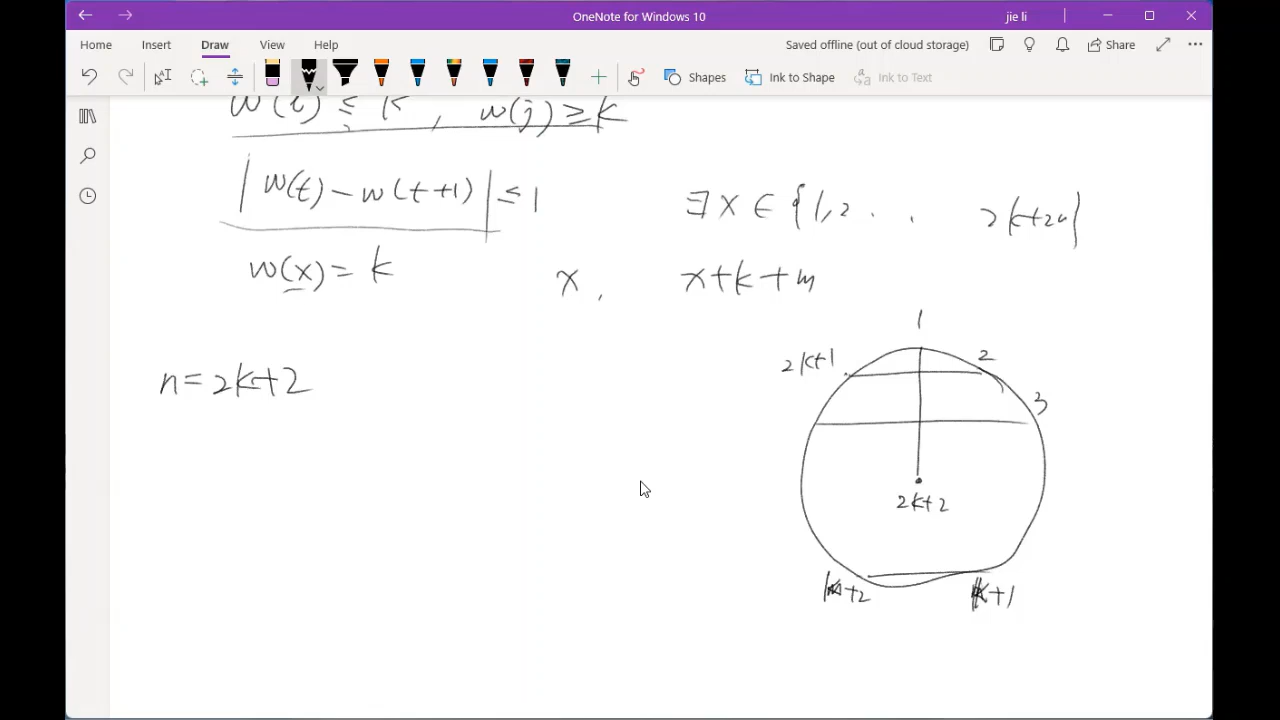 OneNote for Windows 10
jie li
Home Insert Draw View Help
Saved offline (out of cloud storage)
Share
Shapes
Ink to Shape
Ink to Text
w(i) ≤ k, w(j) ≥ k
|w(t) - w(t+1)| ≤ 1
∃ x ∈ {1, 2 . . .
w(x) = k
x, x+k+m
n = 2k+2
1
2k+1
2
3
2k+2
k+2
k+1